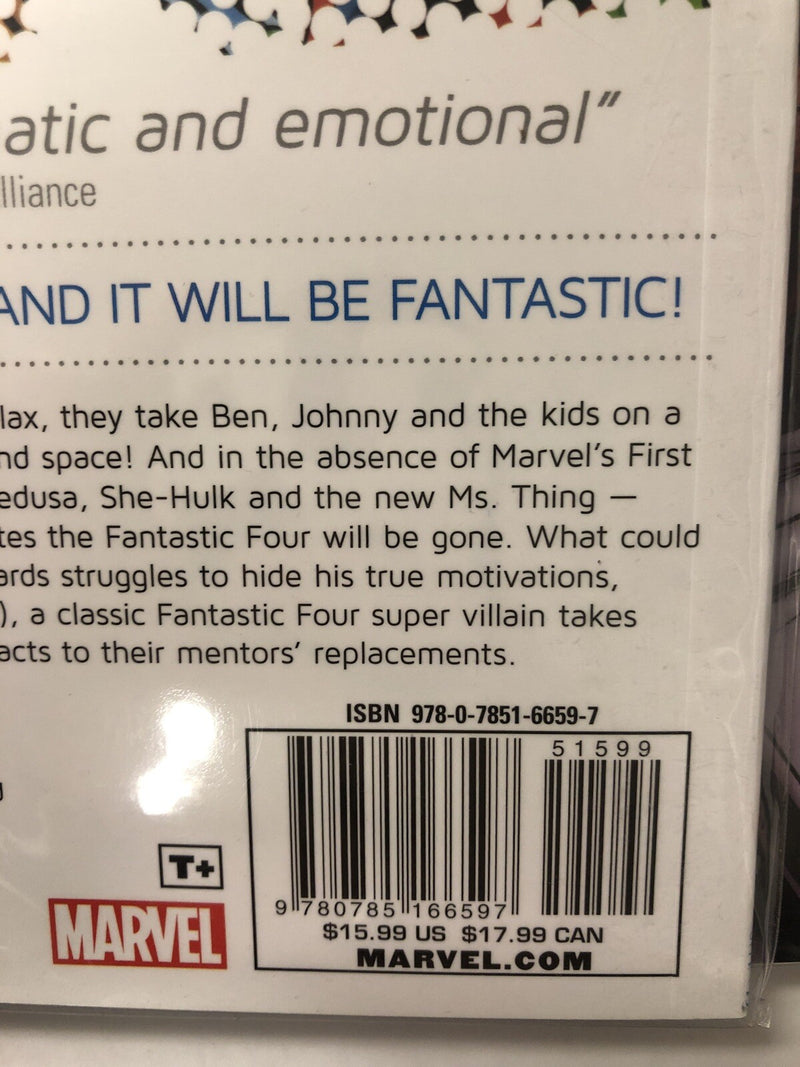 atic and emotional”
lliance
AND IT WILL BE FANTASTIC!
lax, they take Ben, Johnny and the kids on a
nd space! And in the absence of Marvel’s First
edusa, She-Hulk and the new Ms. Thing —
tes the Fantastic Four will be gone. What could
ards struggles to hide his true motivations,
), a classic Fantastic Four super villain takes
acts to their mentors’ replacements.
ISBN 978-0-7851-6659-7
51599
9 780785 166597
$15.99 US $17.99 CAN
MARVEL.COM
T+
MARVEL